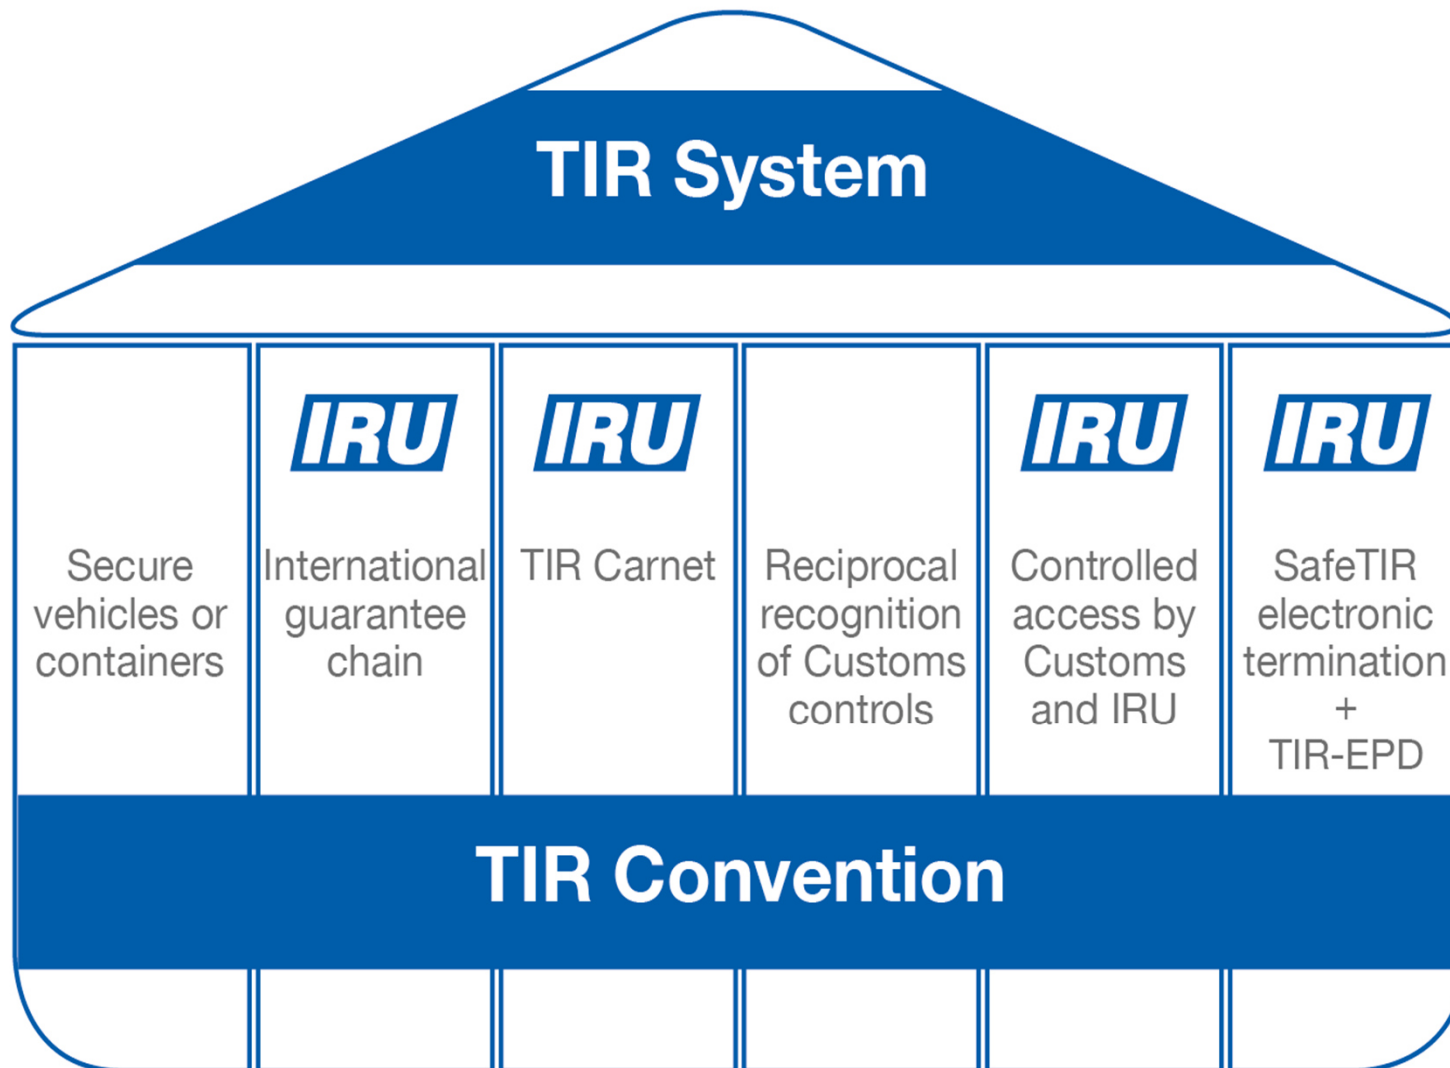 TIR System
IRU
IRU
IRU
IRU
Secure
vehicles or
containers
International
guarantee
chain
TIR Carnet
Reciprocal
recognition
of Customs
controls
Controlled
access by
Customs
and IRU
SafeTIR
electronic
termination
+
TIR-EPD
TIR Convention